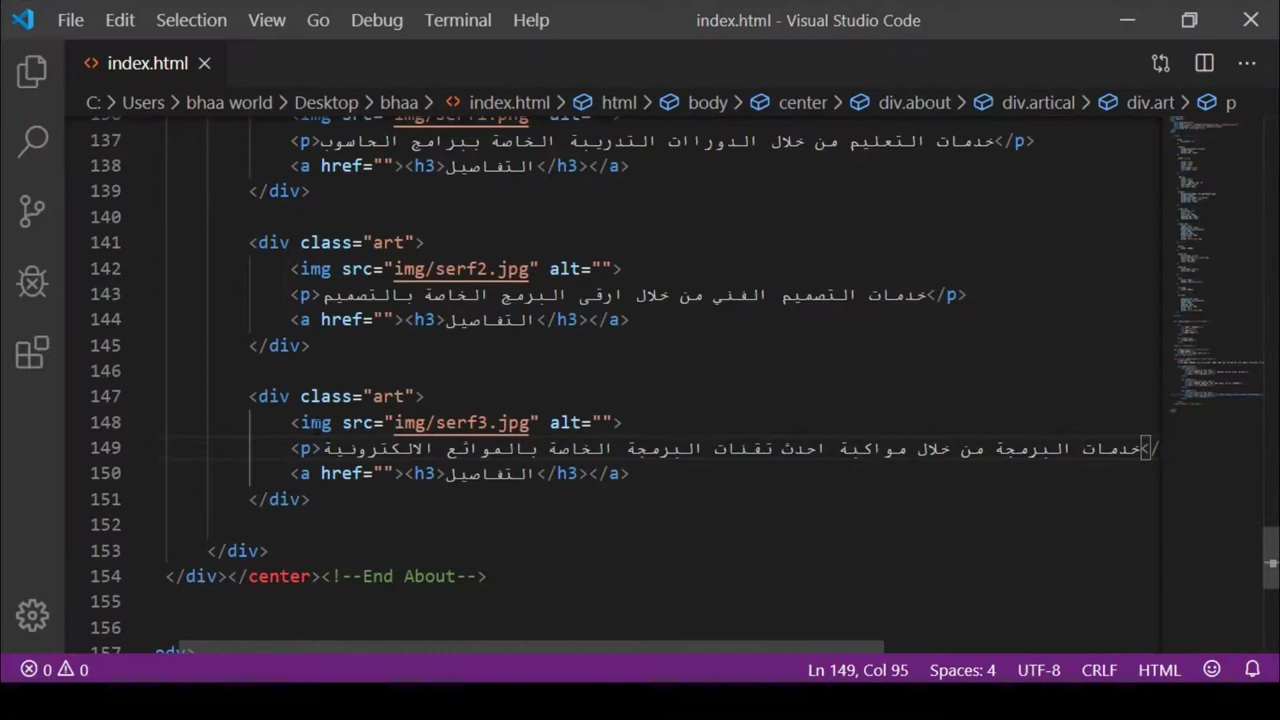 File Edit Selection View Go Debug Terminal Help index.html - Visual Studio Code
index.html
C: Users bhaa world Desktop bhaa index.html html body center div.about div.artical div.art p
136 <img src="img/serf1.png" alt="">
137 <p>خدمات التعليم من خلال الدوراات التدريبة الخاصة ببرامج الحاسوب</p>
138 <a href=""><h3>التفاصيل</h3></a>
139 </div>
140
141 <div class="art">
142 <img src="img/serf2.jpg" alt="">
143 <p>خدمات التصميم الفني من خلال ارقى البرمج الخاصة بالتصميم</p>
144 <a href=""><h3>التفاصيل</h3></a>
145 </div>
146
147 <div class="art">
148 <img src="img/serf3.jpg" alt="">
149 <p>خدمات البرمجة من خلال مواكبة احدث تقنات البرمجة الخاصة بالموائع الالكترونية</
150 <a href=""><h3>التفاصيل</h3></a>
151 </div>
152
153 </div>
154 </div></center><!--End About-->
155
156
157
0 0 Ln 149, Col 95 Spaces: 4 UTF-8 CRLF HTML